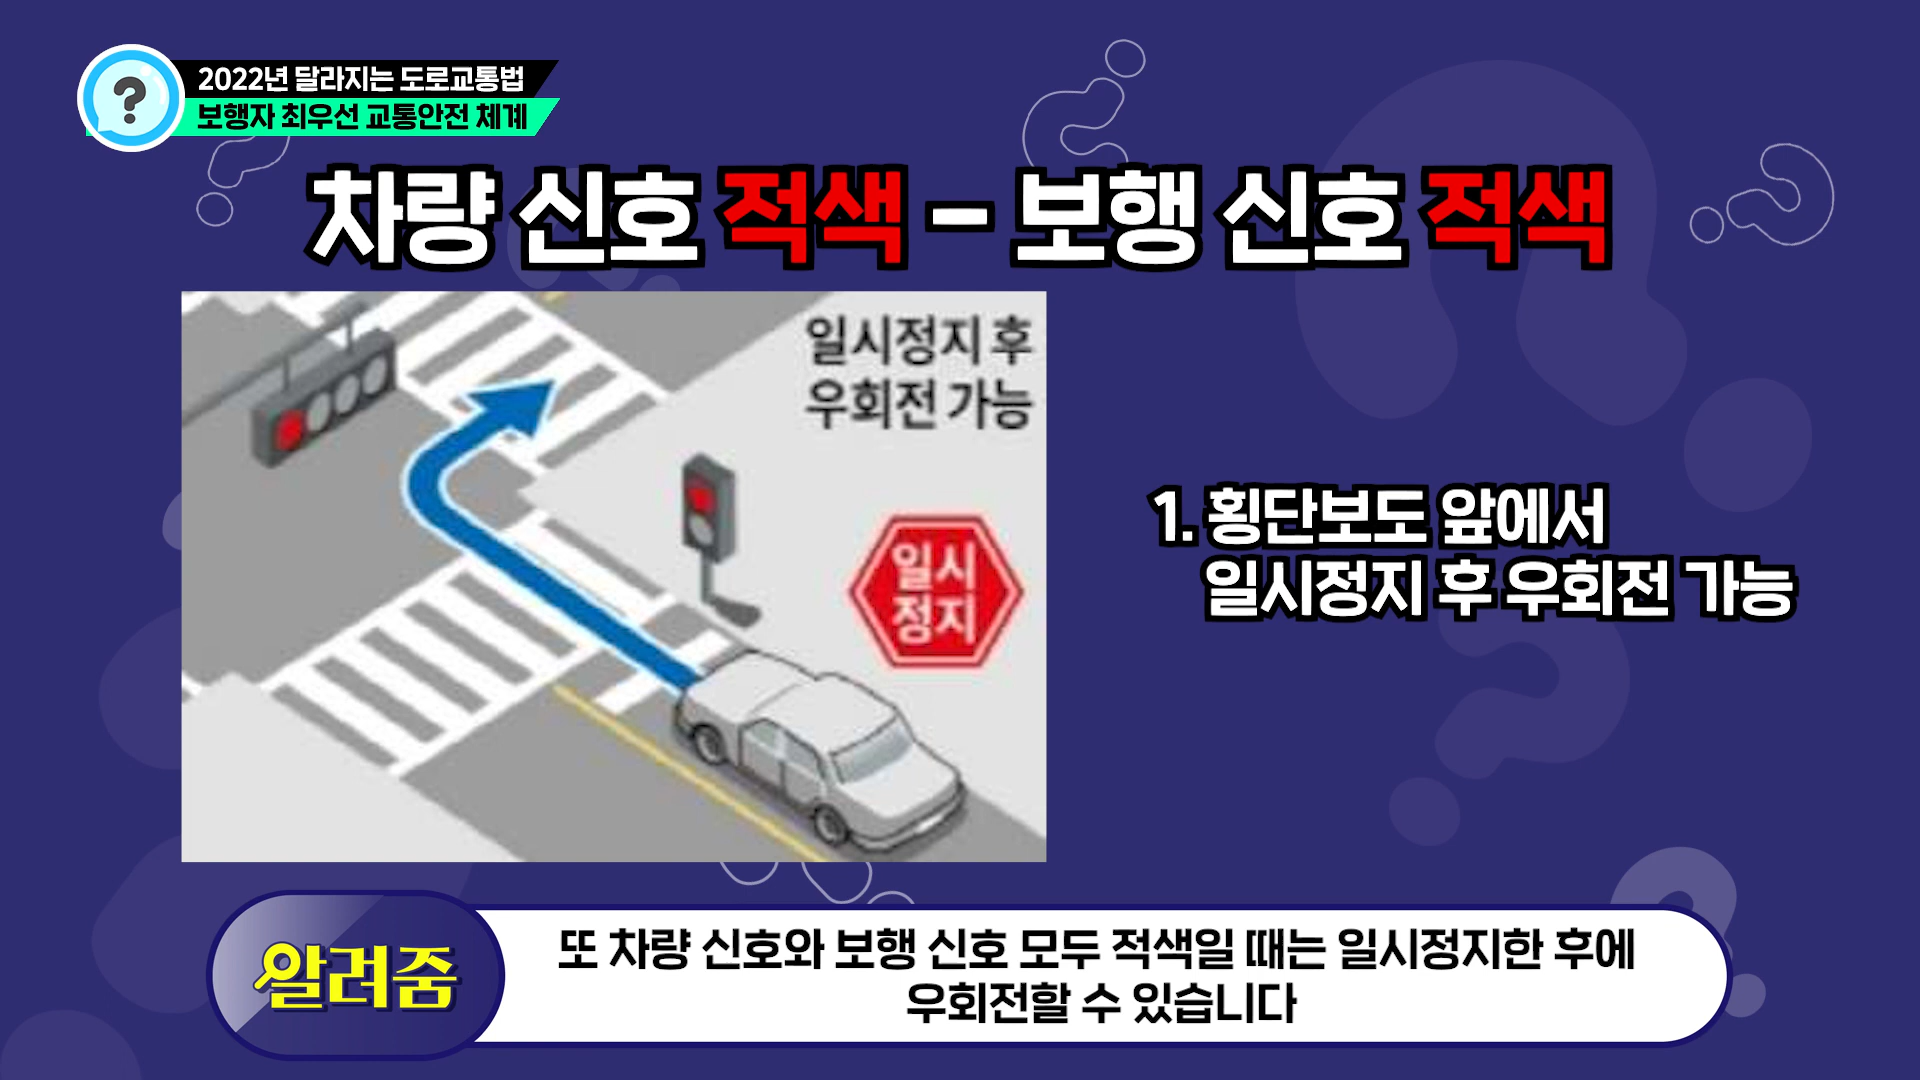 2022년 달라지는 도로교통법
보행자 최우선 교통안전 체계
차량 신호 적색 - 보행 신호 적색
일시정지 후
우회전 가능
일시
정지
1. 횡단보도 앞에서
일시정지 후 우회전 가능
알려줌
또 차량 신호와 보행 신호 모두 적색일 때는 일시정지한 후에
우회전할 수 있습니다